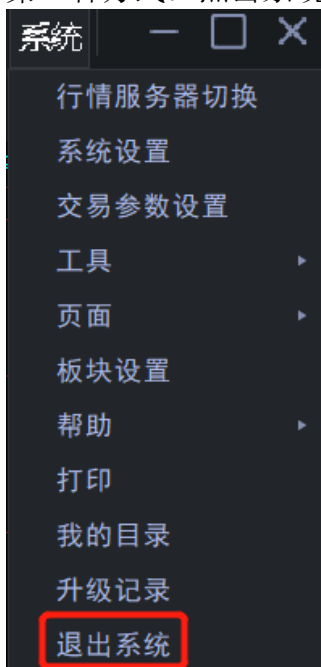 系统
行情服务器切换
系统设置
交易参数设置
工具
页面
板块设置
帮助
打印
我的目录
升级记录
退出系统